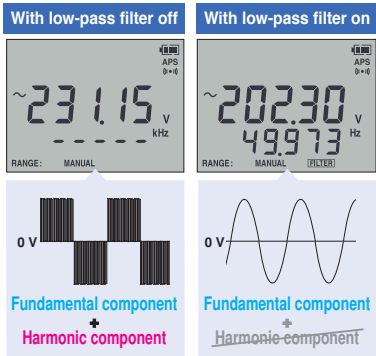 With low-pass filter off
APS
~ 231.15 V
- - - - - kHz
RANGE: MANUAL
0 V
Fundamental component
+
Harmonic component
With low-pass filter on
APS
~ 202.30 V
49.973 Hz
RANGE: MANUAL FILTER
0 V
Fundamental component
+
Harmonic component